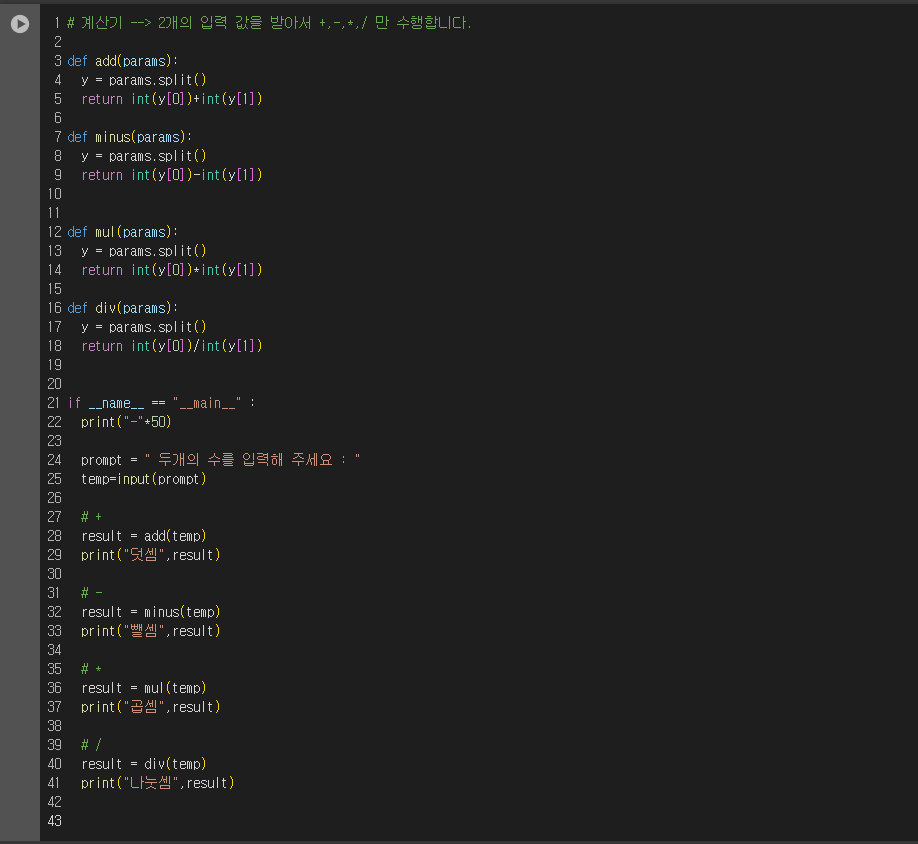 1 # 계산기 --> 2개의 입력 값을 받아서 +,-,*,/ 만 수행합니다.
2
3 def add(params):
4   y = params.split()
5   return int(y[0])+int(y[1])
6
7 def minus(params):
8   y = params.split()
9   return int(y[0])-int(y[1])
10
11
12 def mul(params):
13   y = params.split()
14   return int(y[0])*int(y[1])
15
16 def div(params):
17   y = params.split()
18   return int(y[0])/int(y[1])
19
20
21 if __name__ == "__main__" :
22   print("-"*50)
23
24   prompt = " 두개의 수를 입력해 주세요 : "
25   temp=input(prompt)
26
27   # +
28   result = add(temp)
29   print("덧셈",result)
30
31   # -
32   result = minus(temp)
33   print("뺄셈",result)
34
35   # *
36   result = mul(temp)
37   print("곱셈",result)
38
39   # /
40   result = div(temp)
41   print("나눗셈",result)
42
43